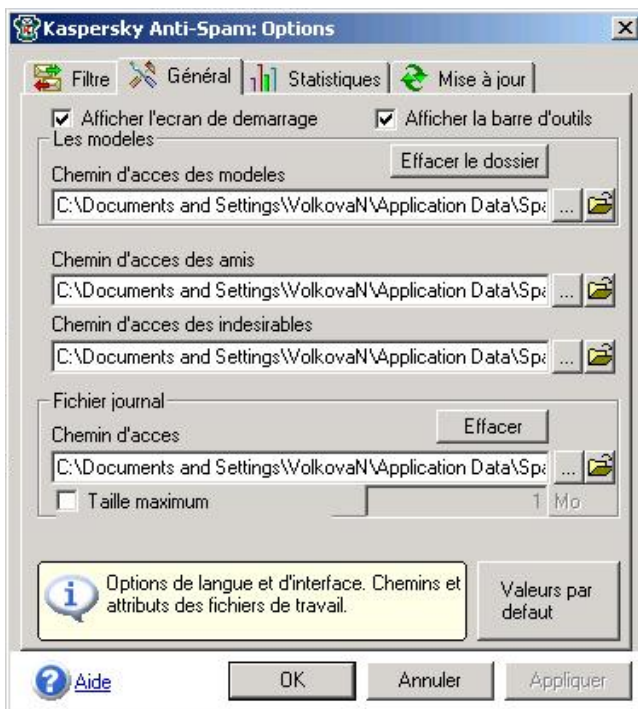 Kaspersky Anti-Spam: Options
Filtre Général Statistiques Mise à jour
Afficher l'ecran de demarrage Afficher la barre d'outils
Les modeles
Effacer le dossier
Chemin d'acces des modeles
C:\Documents and Settings\VolkovaN\Application Data\Spa ...
Chemin d'acces des amis
C:\Documents and Settings\VolkovaN\Application Data\Spa ...
Chemin d'acces des indesirables
C:\Documents and Settings\VolkovaN\Application Data\Spa ...
Fichier journal
Effacer
Chemin d'acces
C:\Documents and Settings\VolkovaN\Application Data\Spa ...
Taille maximum 1 Mo
Options de langue et d'interface. Chemins et
attributs des fichiers de travail.
Valeurs par
defaut
Aide OK Annuler Appliquer